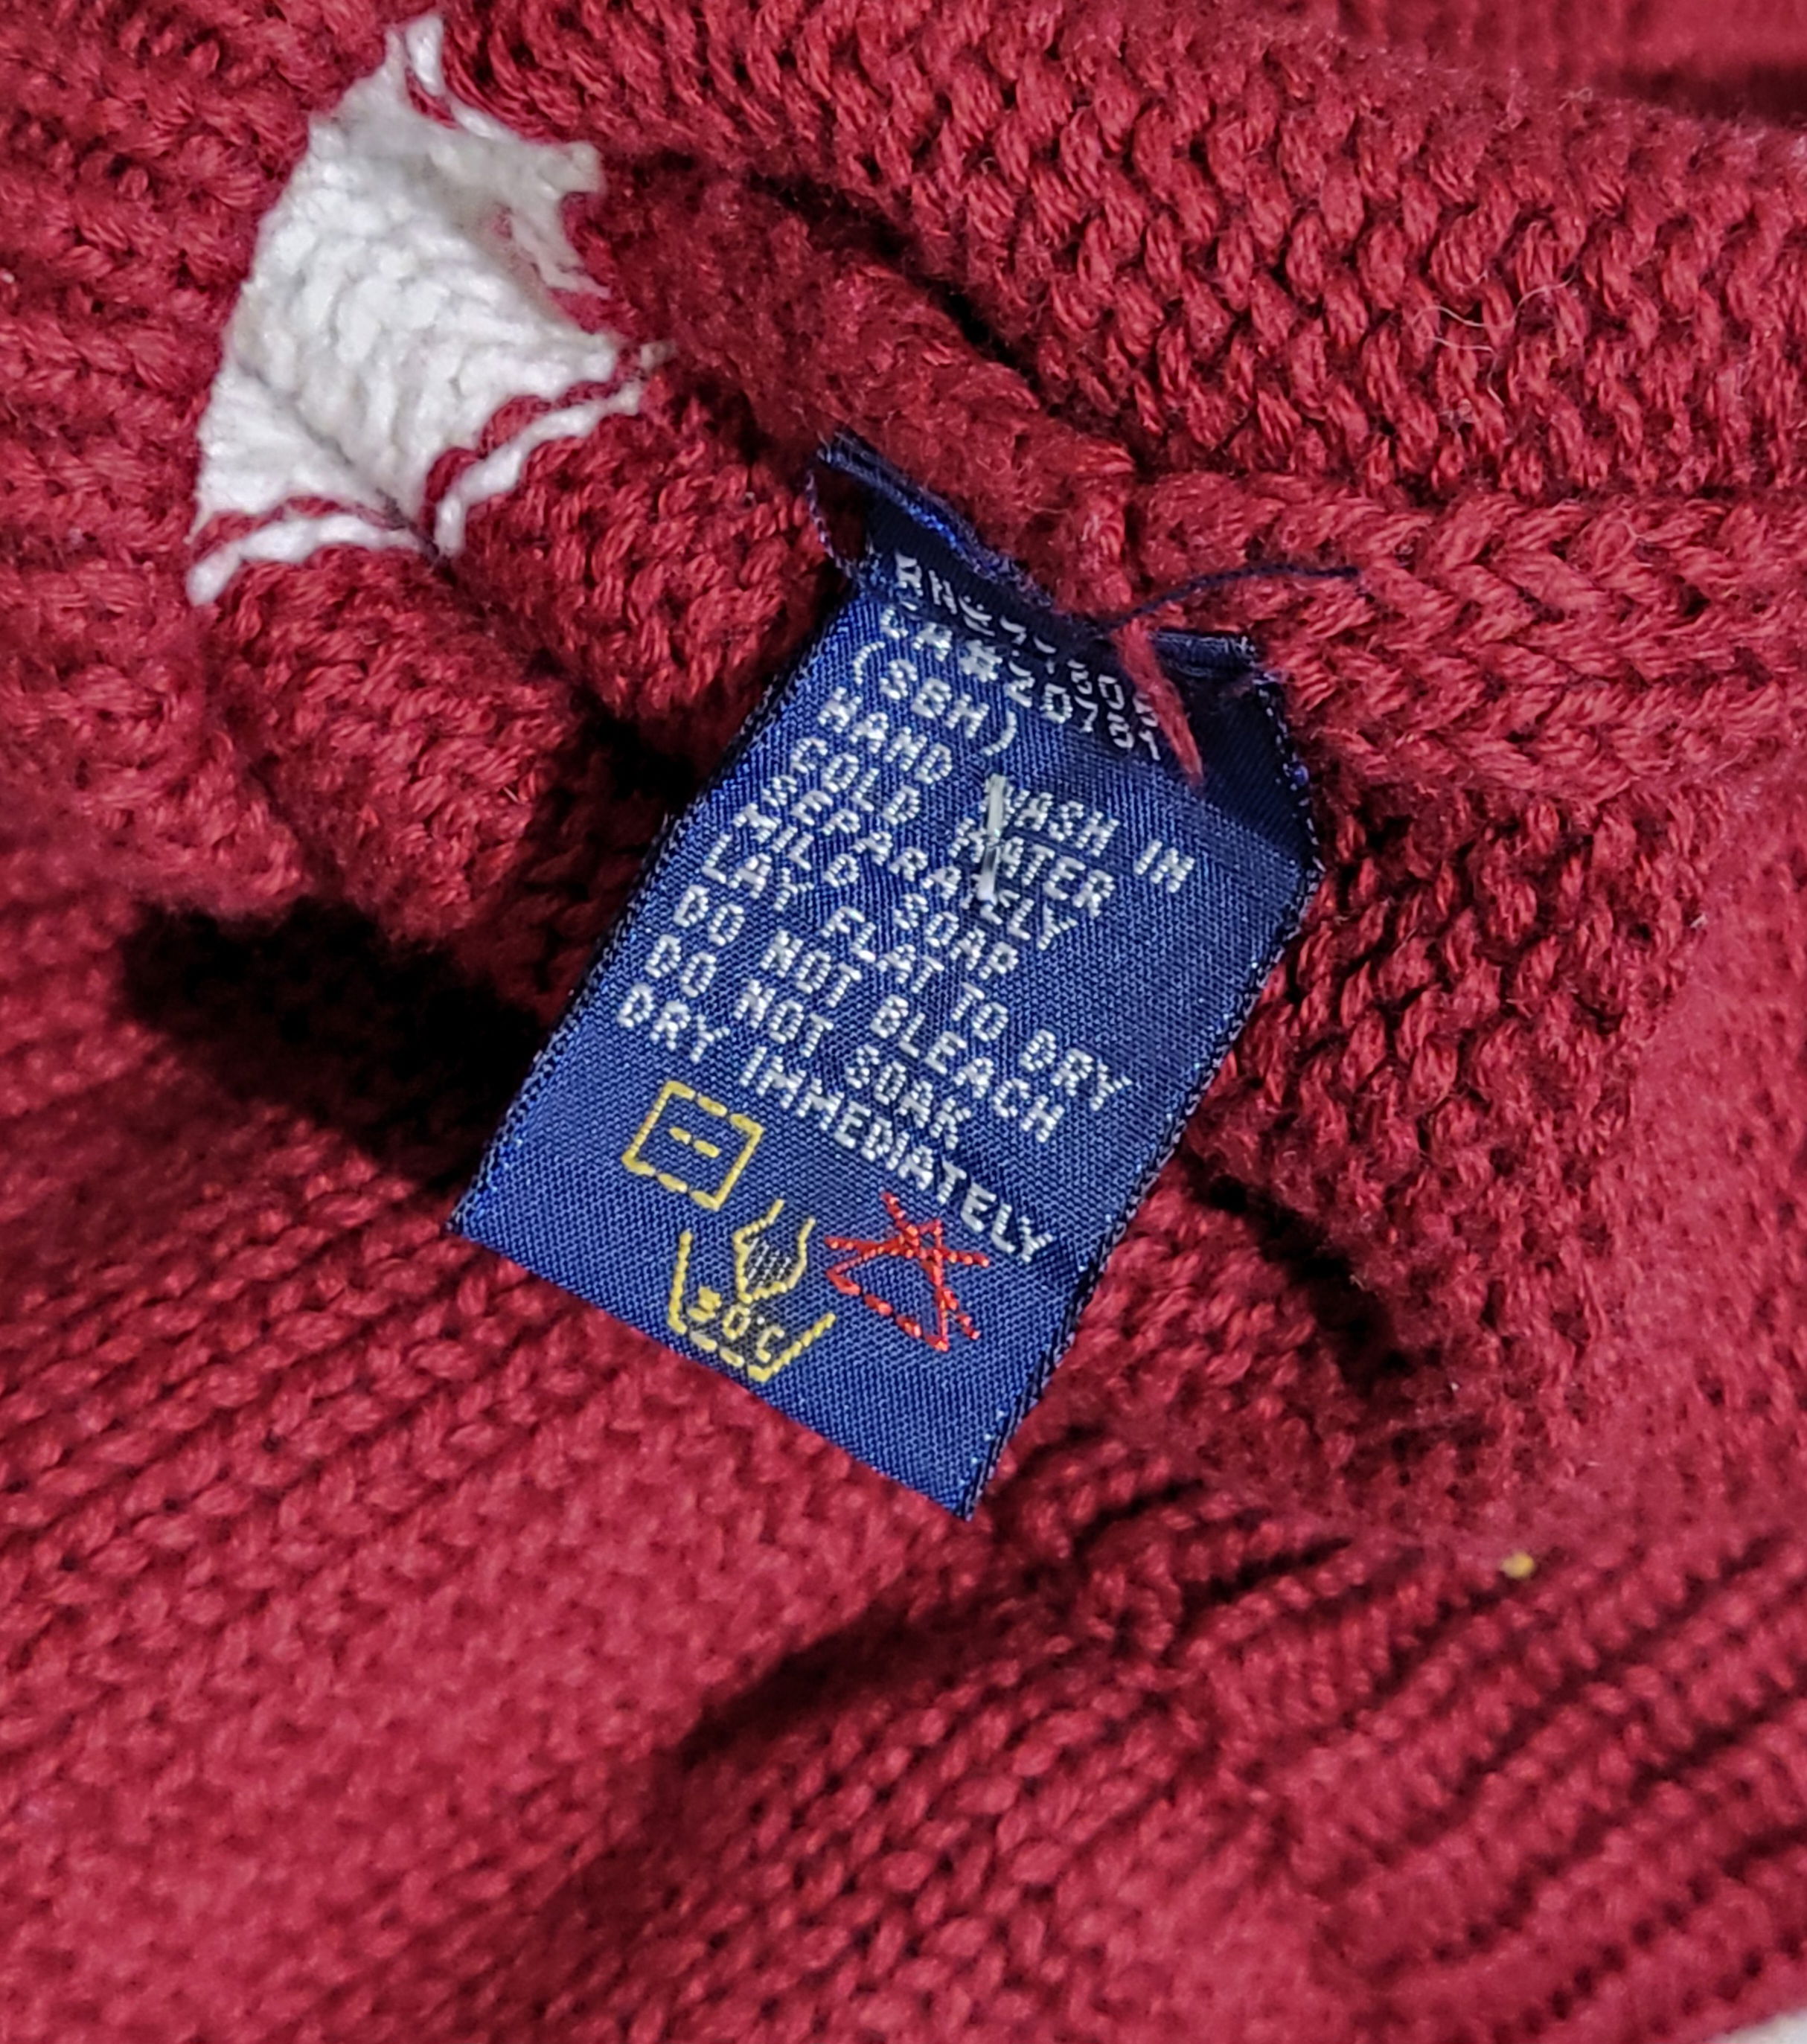 CA#20781
(SBH)
HAND WASH IN
COLD WATER
SEPARATELY
MILD SOAP
LAY FLAT TO DRY
DO NOT BLEACH
DO NOT SOAK
DRY IMMEDIATELY
30°C